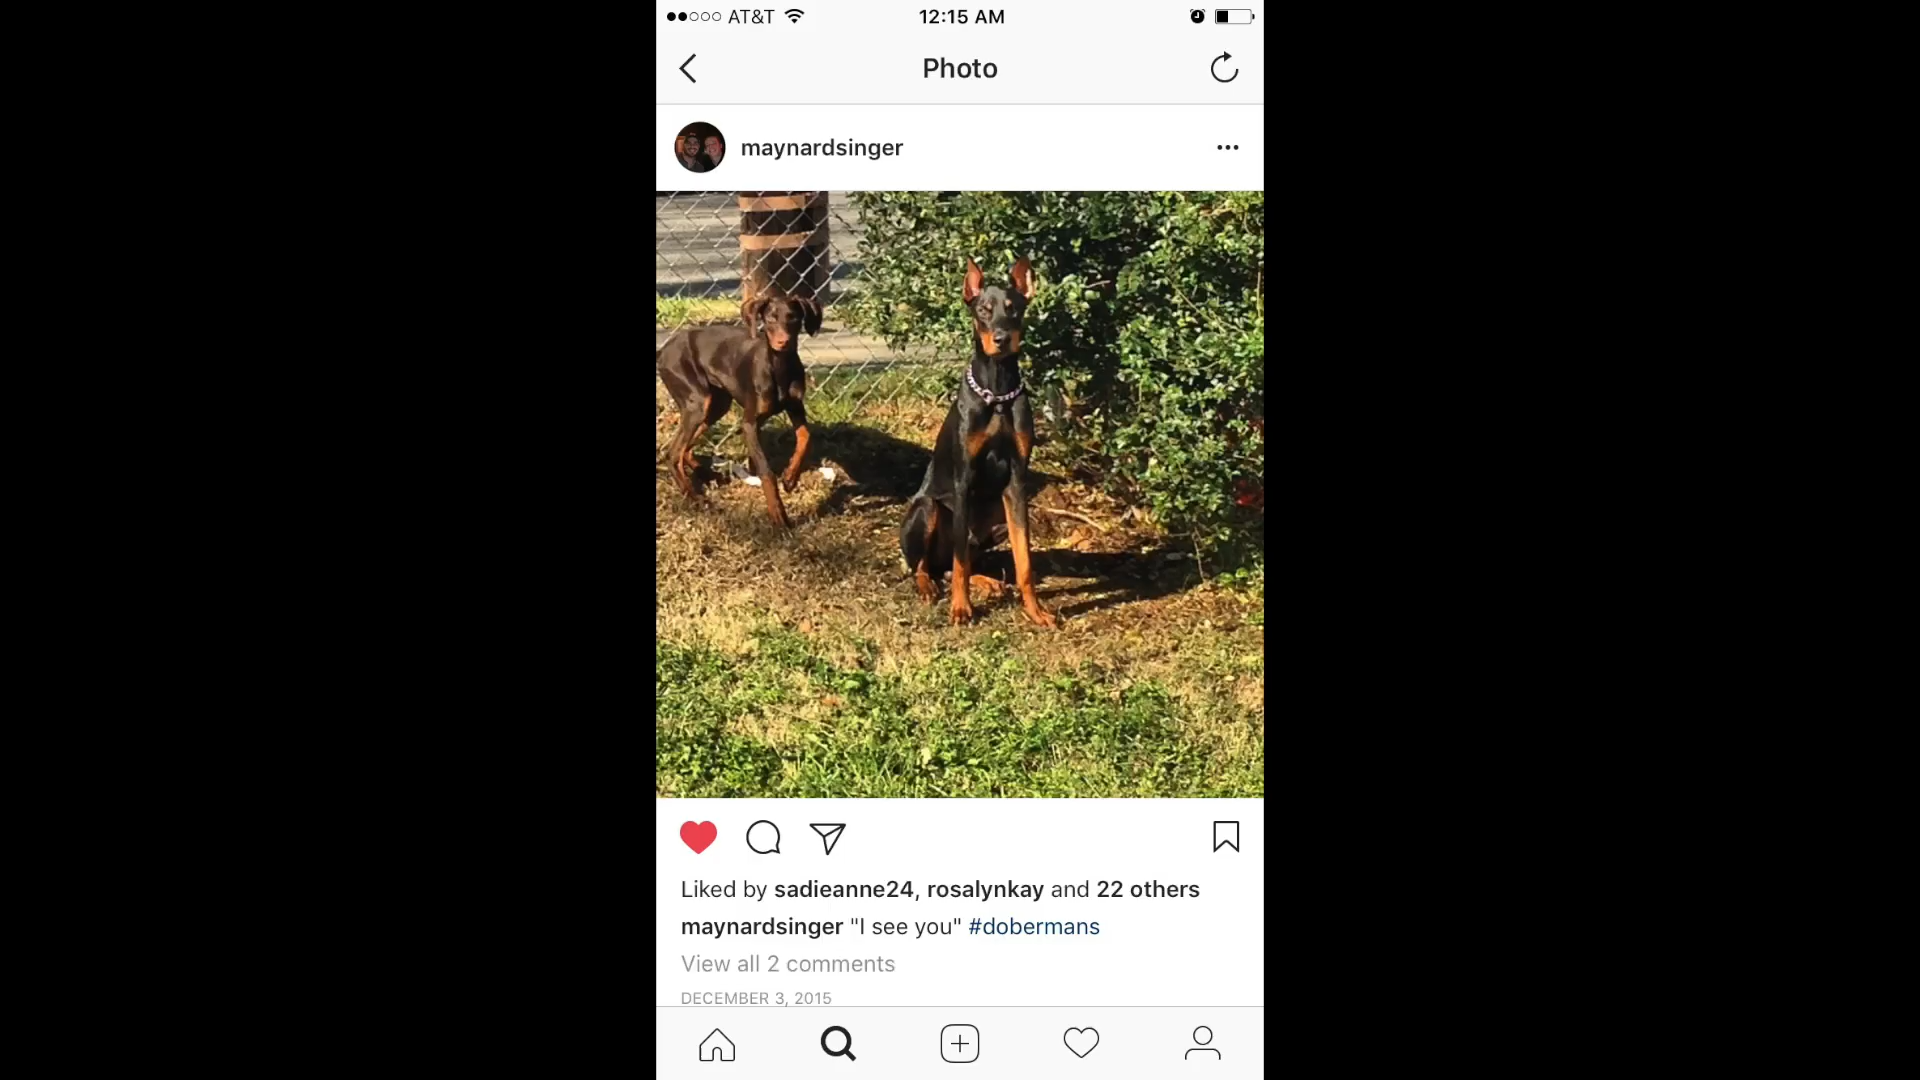 AT&T 12:15 AM
Photo
maynardsinger
Liked by sadieanne24, rosalynkay and 22 others
maynardsinger "I see you" #dobermans
View all 2 comments
DECEMBER 3, 2015